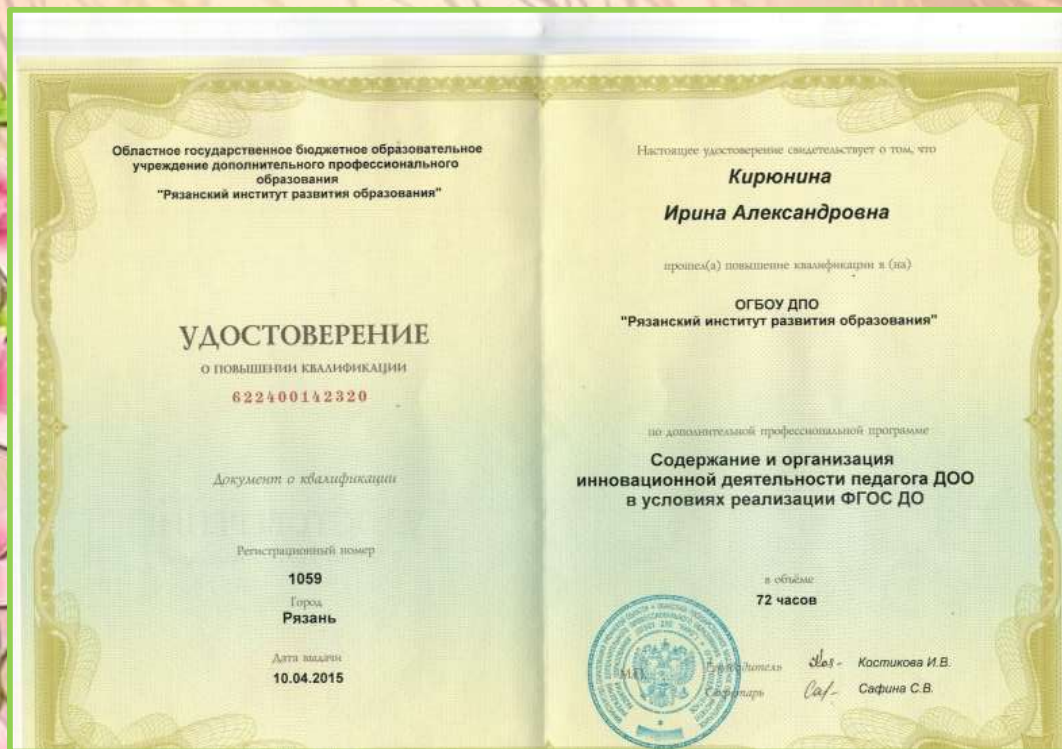 Областное государственное бюджетное образовательное
учреждение дополнительного профессионального
образования
"Рязанский институт развития образования"
УДОСТОВЕРЕНИЕ
О ПОВЫШЕНИИ КВАЛИФИКАЦИИ
622400142320
Документ о квалификации
Регистрационный номер
1059
Город
Рязань
Дата выдачи
10.04.2015
Настоящее удостоверение свидетельствует о том, что
Кирюнина
Ирина Александровна
прошел(а) повышение квалификации в (на)
ОГБОУ ДПО
"Рязанский институт развития образования"
по дополнительной профессиональной программе
Содержание и организация
инновационной деятельности педагога ДОО
в условиях реализации ФГОС ДО
в объёме
72 часов
М.П.
Руководитель Костикова И.В.
Секретарь Сафина С.В.